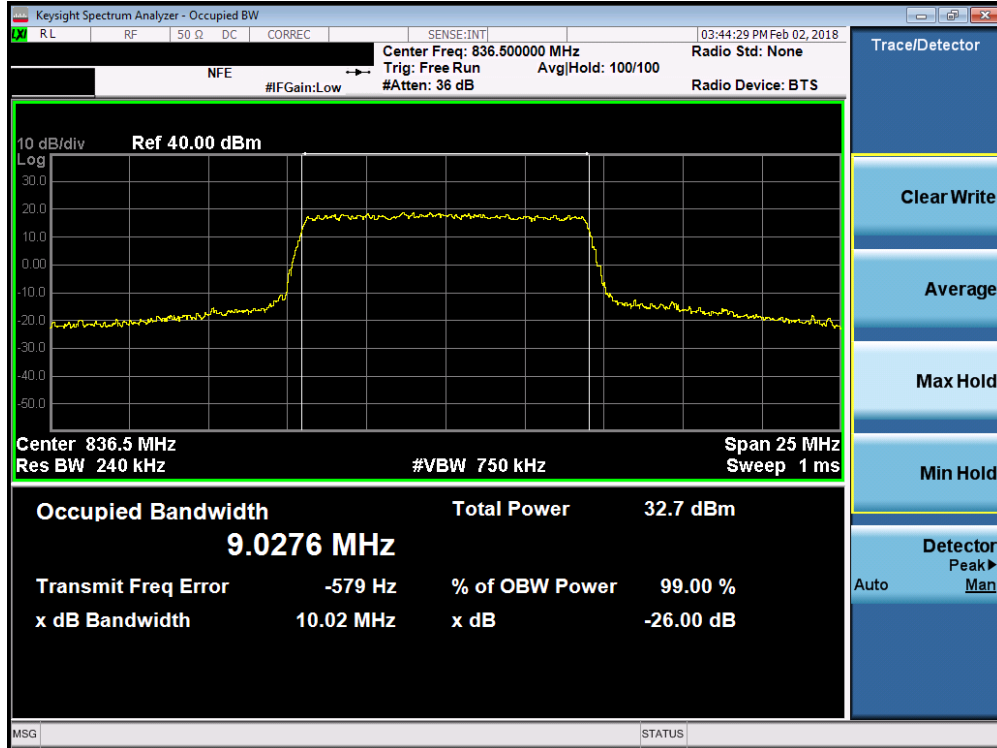 Keysight Spectrum Analyzer - Occupied BW
LXI RL RF 50 Ω DC CORREC SENSE:INT 03:44:29 PM Feb 02, 2018
Center Freq: 836.500000 MHz Radio Std: None
NFE Trig: Free Run Avg|Hold: 100/100
#IFGain:Low #Atten: 36 dB Radio Device: BTS
Trace/Detector
10 dB/div Ref 40.00 dBm
Log
30.0
20.0
10.0
0.00
-10.0
-20.0
-30.0
-40.0
-50.0
Center 836.5 MHz Span 25 MHz
Res BW 240 kHz #VBW 750 kHz Sweep 1 ms
Occupied Bandwidth Total Power 32.7 dBm
9.0276 MHz
Transmit Freq Error -579 Hz % of OBW Power 99.00 %
x dB Bandwidth 10.02 MHz x dB -26.00 dB
Clear Write
Average
Max Hold
Min Hold
Detector
Peak▶
Auto Man
MSG STATUS